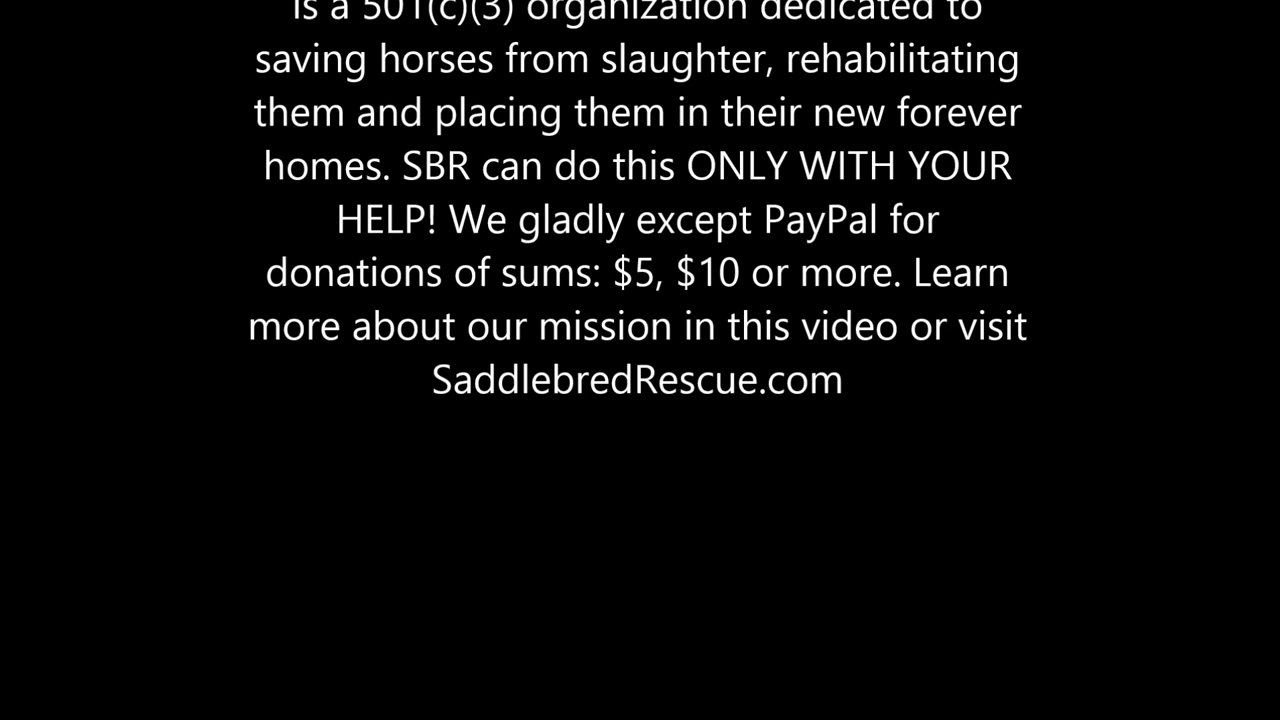 is a 501(c)(3) organization dedicated to
saving horses from slaughter, rehabilitating
them and placing them in their new forever
homes. SBR can do this ONLY WITH YOUR
HELP! We gladly except PayPal for
donations of sums: $5, $10 or more. Learn
more about our mission in this video or visit
SaddlebredRescue.com